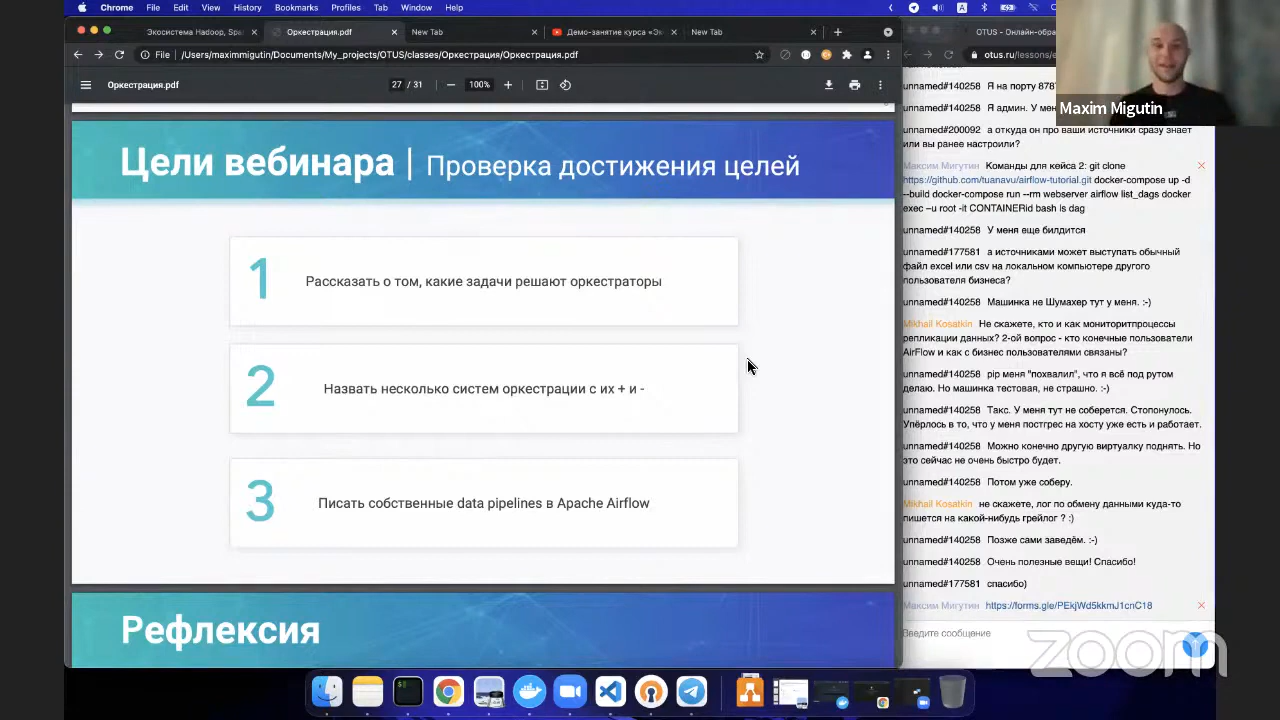 Chrome File Edit View History Bookmarks Profiles Tab Window Help
Экосистема Hadoop, Spa
Оркестрация.pdf
New Tab
Демо-занятие курса «Эк
New Tab
OTUS - Онлайн-обра
File /Users/maximmigutin/Documents/My_projects/OTUS/classes/Оркестрация/Оркестрация.pdf
otus.ru/lessons/e
Оркестрация.pdf
27 / 31
100%
Цели вебинара | Проверка достижения целей
1
Рассказать о том, какие задачи решают оркестраторы
2
Назвать несколько систем оркестрации с их + и -
3
Писать собственные data pipelines в Apache Airflow
Рефлексия
Maxim Migutin
unnamed#140258 Я на порту 878
unnamed#140258 Я админ. У мен
unnamed#200092 а откуда он про ваши источники сразу знает
или вы ранее настроили?
Максим Мигутин Команды для кейса 2: git clone
https://github.com/tuanavu/airflow-tutorial.git docker-compose up -d
--build docker-compose run --rm webserver airflow list_dags docker
exec –u root -it CONTAINERid bash ls dag
unnamed#140258 У меня еще билдится
unnamed#177581 а источниками может выступать обычный
файл excel или csv на локальном компьютере другого
пользователя бизнеса?
unnamed#140258 Машинка не Шумахер тут у меня. :-)
Mikhail Kosatkin Не скажете, кто и как мониторитпроцессы
репликации данных? 2-ой вопрос - кто конечные пользователи
AirFlow и как с бизнес пользователями связаны?
unnamed#140258 pip меня "похвалил", что я всё под рутом
делаю. Но машинка тестовая, не страшно. :-)
unnamed#140258 Такс. У меня тут не соберется. Стопонулось.
Упёрлось в то, что у меня постгрес на хосту уже есть и работает.
unnamed#140258 Можно конечно другую виртуалку поднять. Но
это сейчас не очень быстро будет.
unnamed#140258 Потом уже соберу.
Mikhail Kosatkin не скажете, лог по обмену данными куда-то
пишется на какой-нибудь грейлог ? :)
unnamed#140258 Позже сами заведём. :-)
unnamed#140258 Очень полезные вещи! Спасибо!
unnamed#177581 спасибо)
Максим Мигутин https://forms.gle/PEkjWd5kkmJ1cnC18
Введите сообщение
zoom